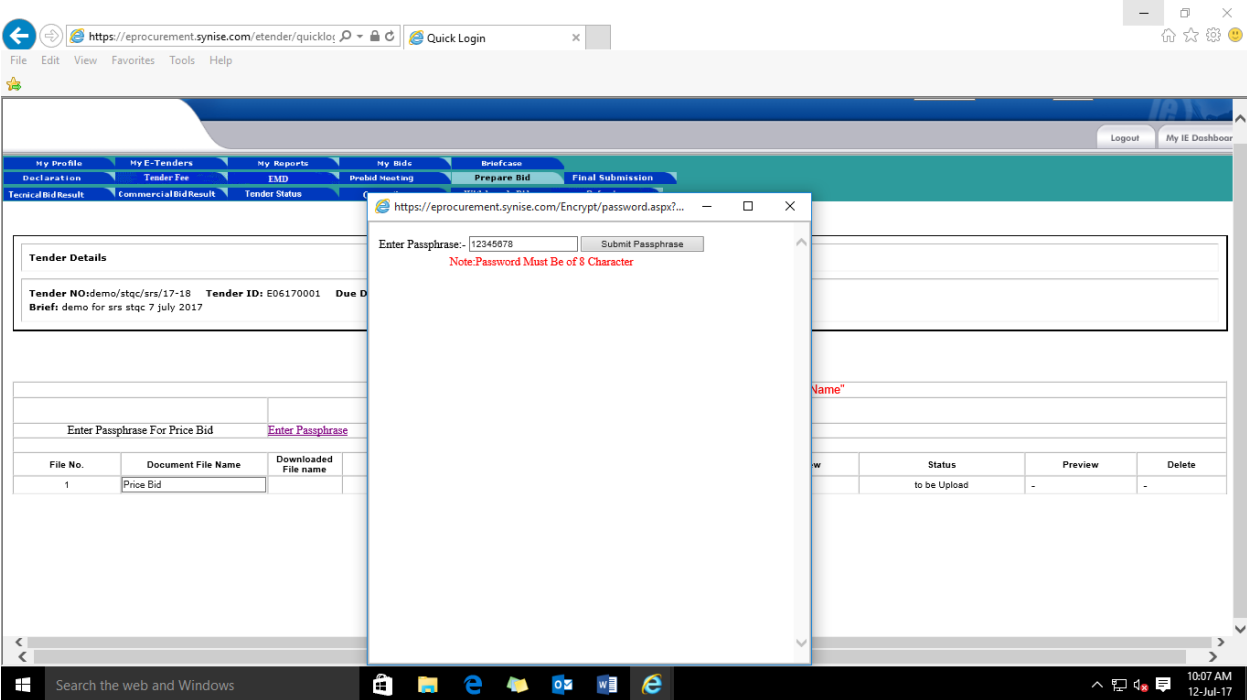 https://eprocurement.synise.com/etender/quicklog
Quick Login
File Edit View Favorites Tools Help
Logout My IE Dashboar
My Profile My E-Tenders My Reports My Bids Briefcase
Declaration Tender Fee EMD Prebid Meeting Prepare Bid Final Submission
Tecnical Bid Result Commercial Bid Result Tender Status
https://eprocurement.synise.com/Encrypt/password.aspx?...
Enter Passphrase:- 12345678 Submit Passphrase
Note:Password Must Be of 8 Character
Tender Details
Tender NO:demo/stqc/srs/17-18 Tender ID: E06170001 Due D
Brief: demo for srs stqc 7 july 2017
Name"
Enter Passphrase For Price Bid Enter Passphrase
File No. Document File Name Downloaded File name Status Preview Delete
1 Price Bid to be Upload - -
Search the web and Windows
10:07 AM
12-Jul-17